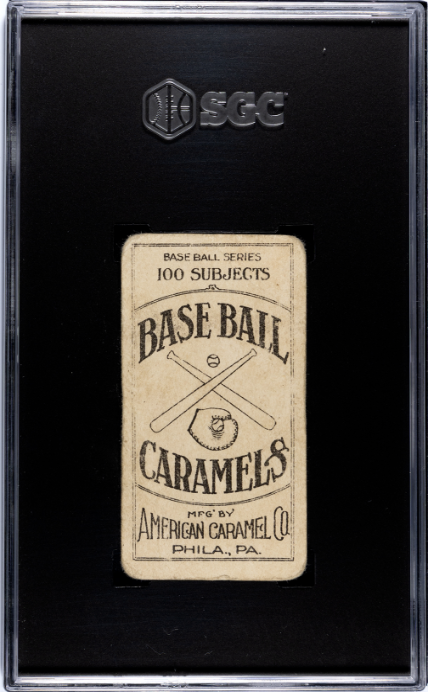 SGC
BASE BALL SERIES
100 SUBJECTS
BASE BALL
CARAMELS
MFG' BY
AMERICAN CARAMEL CO
PHILA., PA.